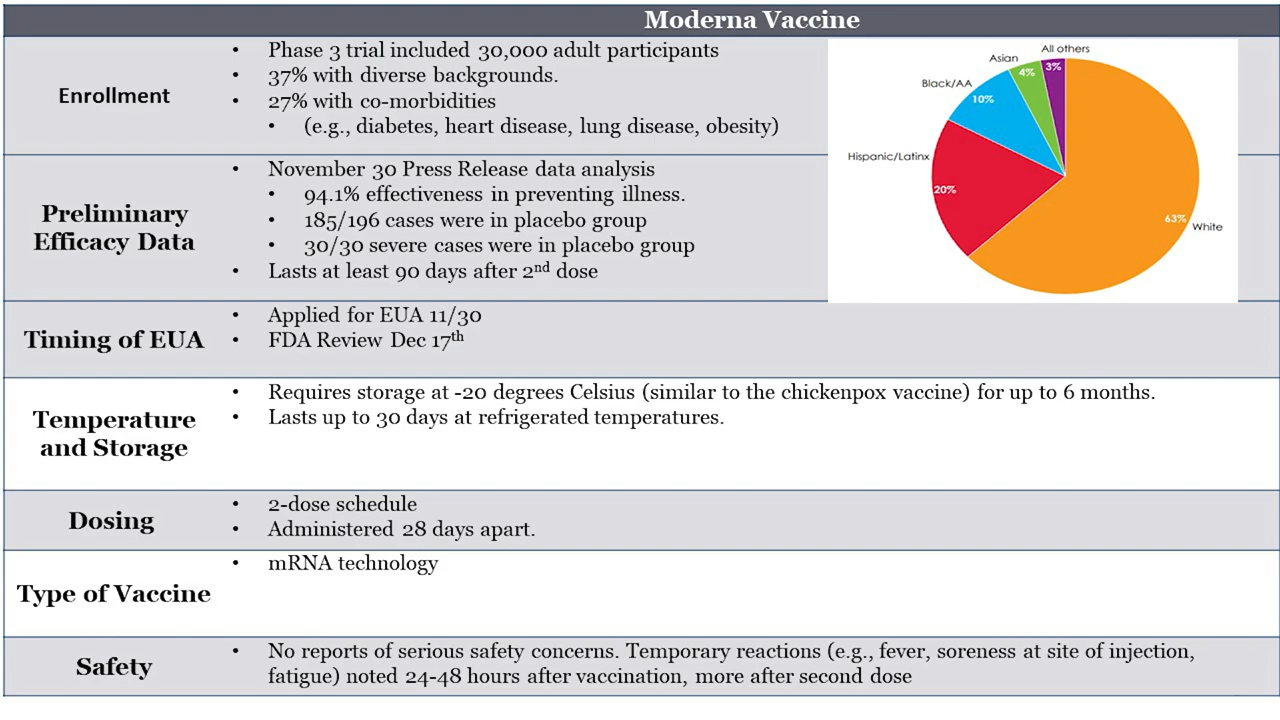 Moderna Vaccine
Enrollment
• Phase 3 trial included 30,000 adult participants
• 37% with diverse backgrounds.
• 27% with co-morbidities
• (e.g., diabetes, heart disease, lung disease, obesity)
All others
3%
Asian
4%
Black/AA
10%
Hispanic/Latinx
20%
63%
White
Preliminary
Efficacy Data
• November 30 Press Release data analysis
• 94.1% effectiveness in preventing illness.
• 185/196 cases were in placebo group
• 30/30 severe cases were in placebo group
• Lasts at least 90 days after 2nd dose
Timing of EUA
• Applied for EUA 11/30
• FDA Review Dec 17th
Temperature
and Storage
• Requires storage at -20 degrees Celsius (similar to the chickenpox vaccine) for up to 6 months.
• Lasts up to 30 days at refrigerated temperatures.
Dosing
• 2-dose schedule
• Administered 28 days apart.
Type of Vaccine
• mRNA technology
Safety
• No reports of serious safety concerns. Temporary reactions (e.g., fever, soreness at site of injection,
fatigue) noted 24-48 hours after vaccination, more after second dose